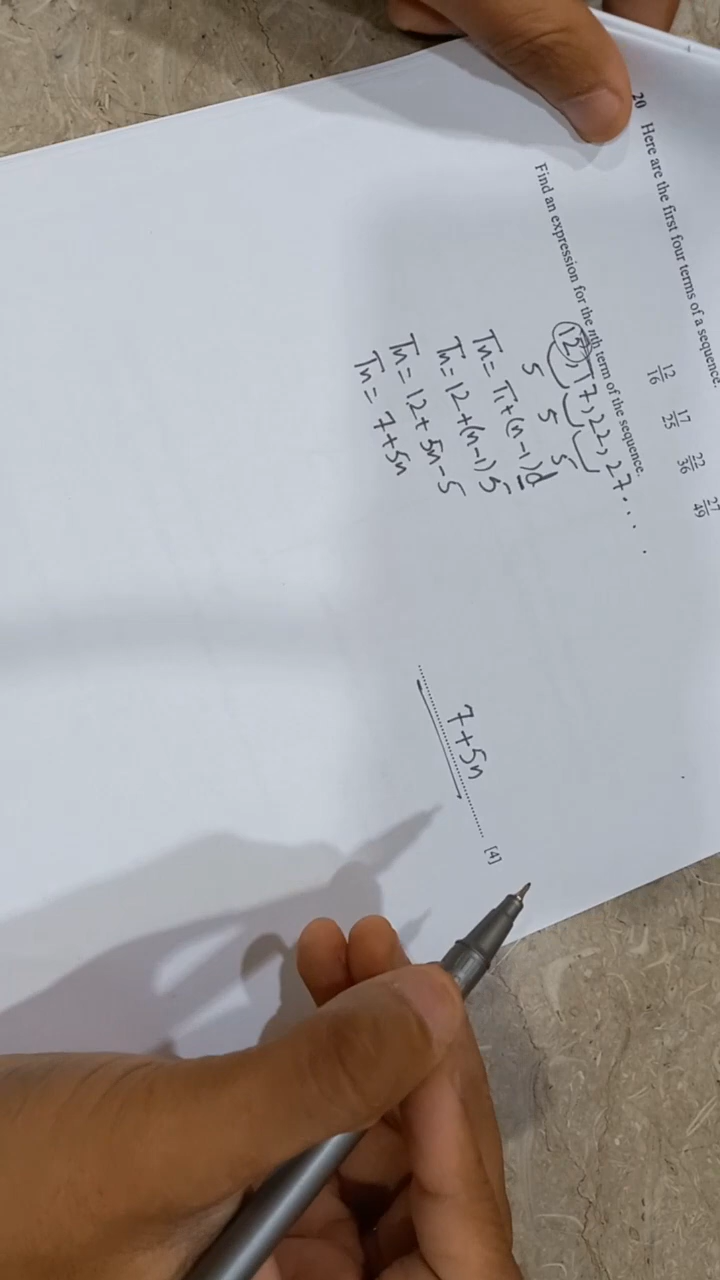 20 Here are the first four terms of a sequence.
12/16 17/25 22/36 27/49
Find an expression for the nth term of the sequence.
12, 17, 22, 27....
5 5 5
Tn = T1 + (n-1)d
Tn = 12 + (n-1)5
Tn = 12 + 5n - 5
Tn = 7 + 5n
7 + 5n
[4]